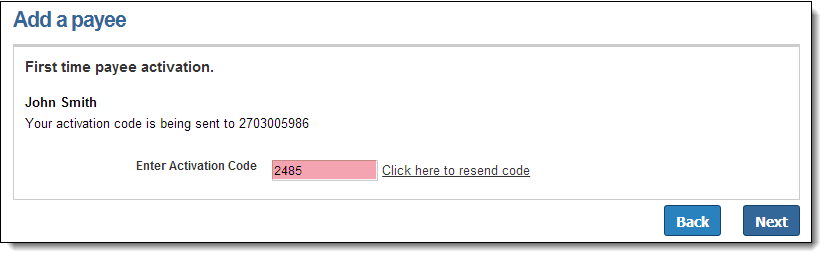 Add a payee
First time payee activation.
John Smith
Your activation code is being sent to 2703005986
Enter Activation Code 2485 Click here to resend code
Back Next